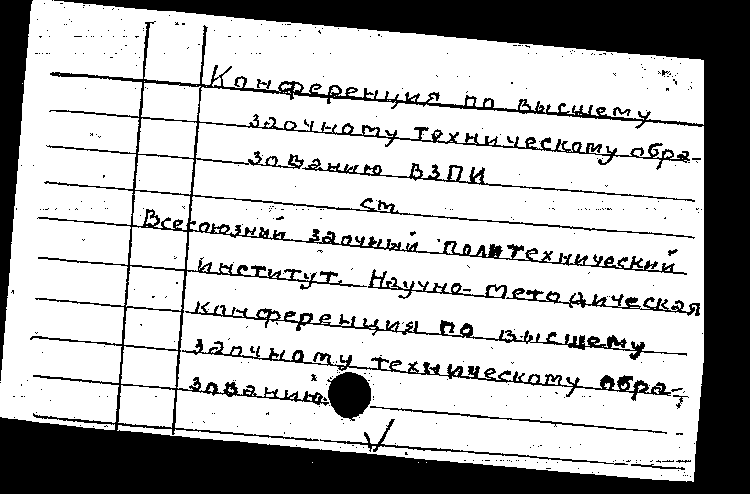 Конференция по высшему
заочному техническому обра-
зованию ВЗПИ
см
Всесоюзный заочный политехнический
институт. Научно-методическая
конференция по высшему
заочному техническому обра-
зованию.